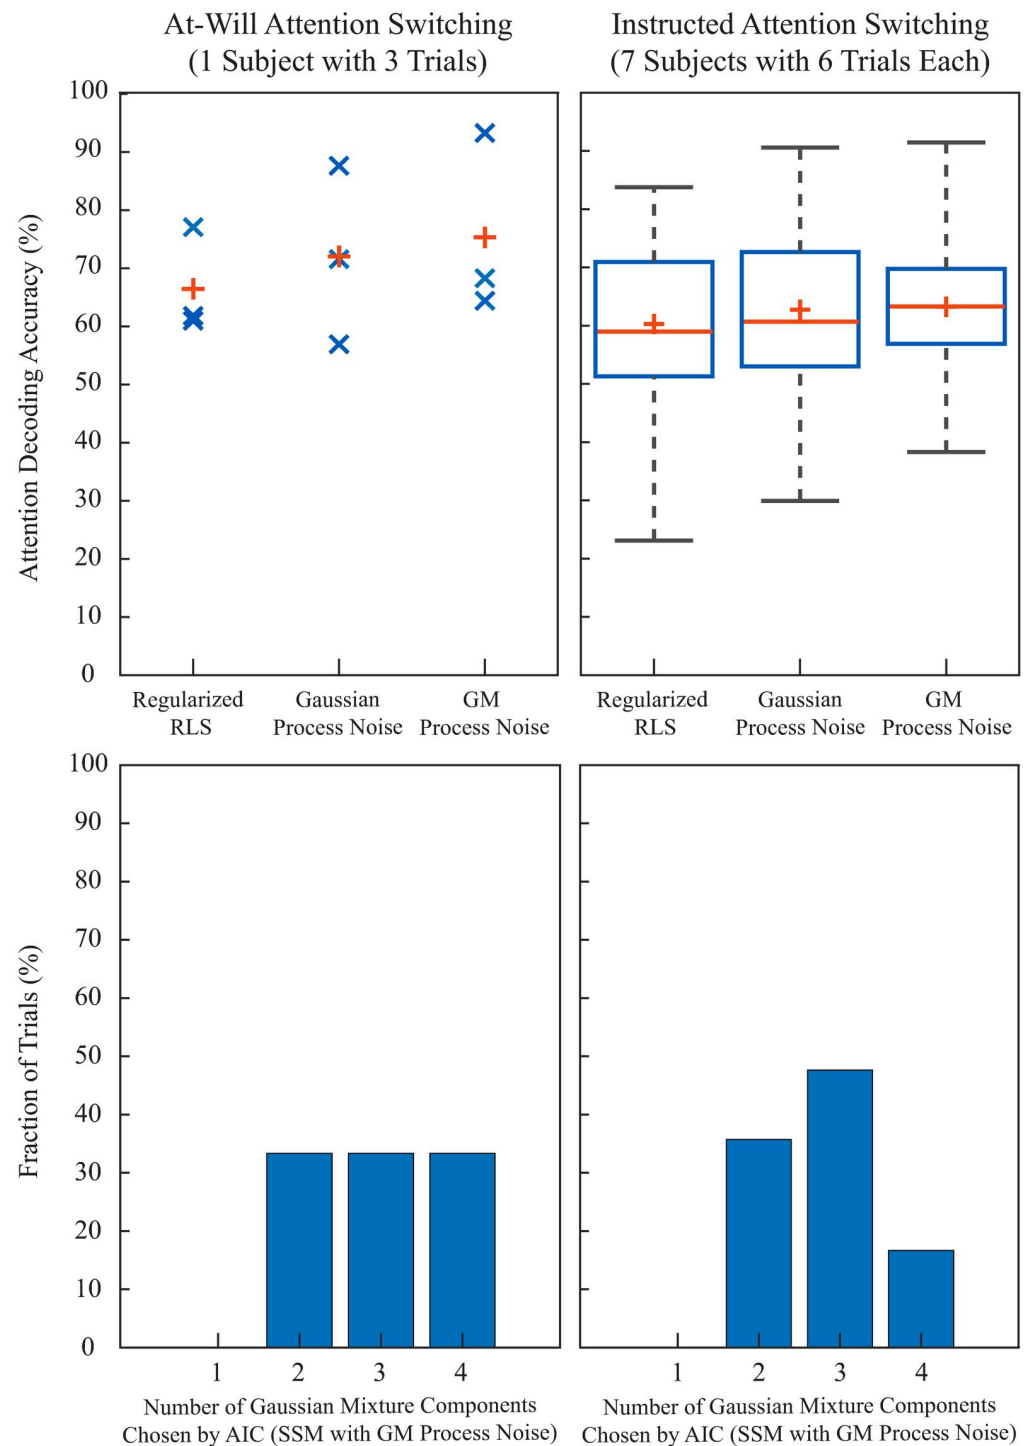 At-Will Attention Switching
(1 Subject with 3 Trials)
Instructed Attention Switching
(7 Subjects with 6 Trials Each)
Attention Decoding Accuracy (%)
100
90
80
70
60
50
40
30
20
10
0
Regularized
RLS
Gaussian
Process Noise
GM
Process Noise
Regularized
RLS
Gaussian
Process Noise
GM
Process Noise
Fraction of Trials (%)
100
90
80
70
60
50
40
30
20
10
0
1 2 3 4
Number of Gaussian Mixture Components
Chosen by AIC (SSM with GM Process Noise)
1 2 3 4
Number of Gaussian Mixture Components
Chosen by AIC (SSM with GM Process Noise)